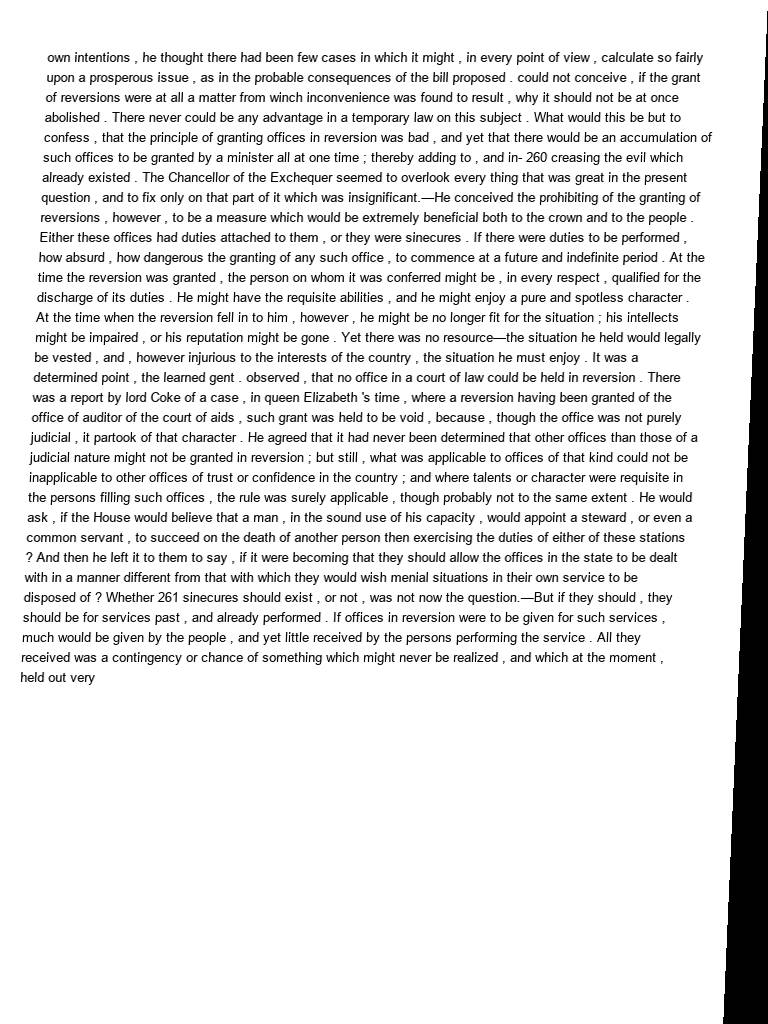 own intentions , he thought there had been few cases in which it might , in every point of view , calculate so fairly
upon a prosperous issue , as in the probable consequences of the bill proposed . could not conceive , if the grant
of reversions were at all a matter from winch inconvenience was found to result , why it should not be at once
abolished . There never could be any advantage in a temporary law on this subject . What would this be but to
confess , that the principle of granting offices in reversion was bad , and yet that there would be an accumulation of
such offices to be granted by a minister all at one time ; thereby adding to , and in- 260 creasing the evil which
already existed . The Chancellor of the Exchequer seemed to overlook every thing that was great in the present
question , and to fix only on that part of it which was insignificant.—He conceived the prohibiting of the granting of
reversions , however , to be a measure which would be extremely beneficial both to the crown and to the people .
Either these offices had duties attached to them , or they were sinecures . If there were duties to be performed ,
how absurd , how dangerous the granting of any such office , to commence at a future and indefinite period . At the
time the reversion was granted , the person on whom it was conferred might be , in every respect , qualified for the
discharge of its duties . He might have the requisite abilities , and he might enjoy a pure and spotless character .
At the time when the reversion fell in to him , however , he might be no longer fit for the situation ; his intellects
might be impaired , or his reputation might be gone . Yet there was no resource—the situation he held would legally
be vested , and , however injurious to the interests of the country , the situation he must enjoy . It was a
determined point , the learned gent . observed , that no office in a court of law could be held in reversion . There
was a report by lord Coke of a case , in queen Elizabeth 's time , where a reversion having been granted of the
office of auditor of the court of aids , such grant was held to be void , because , though the office was not purely
judicial , it partook of that character . He agreed that it had never been determined that other offices than those of a
judicial nature might not be granted in reversion ; but still , what was applicable to offices of that kind could not be
inapplicable to other offices of trust or confidence in the country ; and where talents or character were requisite in
the persons filling such offices , the rule was surely applicable , though probably not to the same extent . He would
ask , if the House would believe that a man , in the sound use of his capacity , would appoint a steward , or even a
common servant , to succeed on the death of another person then exercising the duties of either of these stations
? And then he left it to them to say , if it were becoming that they should allow the offices in the state to be dealt
with in a manner different from that with which they would wish menial situations in their own service to be
disposed of ? Whether 261 sinecures should exist , or not , was not now the question.—But if they should , they
should be for services past , and already performed . If offices in reversion were to be given for such services ,
much would be given by the people , and yet little received by the persons performing the service . All they
received was a contingency or chance of something which might never be realized , and which at the moment ,
held out very